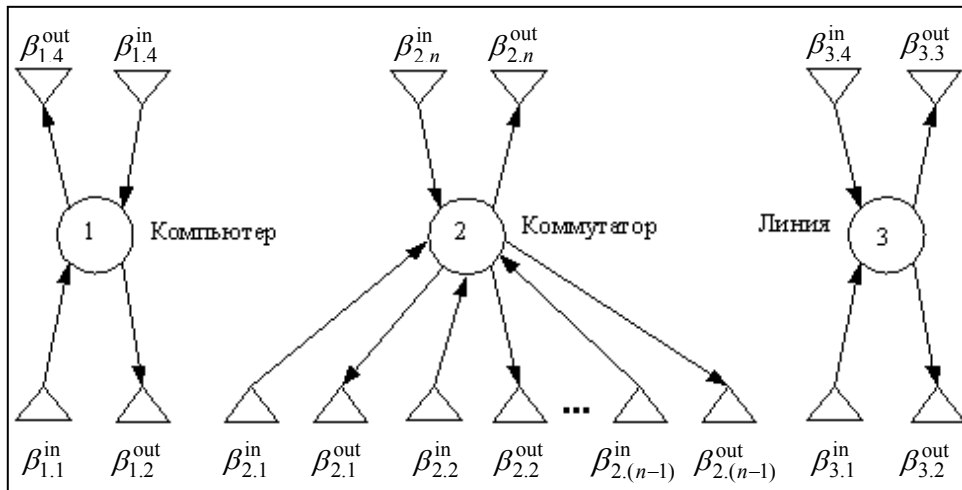 β^out_1.4 β^in_1.4 β^in_2.n β^out_2.n β^in_3.4 β^out_3.3
1 Компьютер 2 Коммутатор Линия 3
...
β^in_1.1 β^out_1.2 β^in_2.1 β^out_2.1 β^in_2.2 β^out_2.2 β^in_2.(n−1) β^out_2.(n−1) β^in_3.1 β^out_3.2